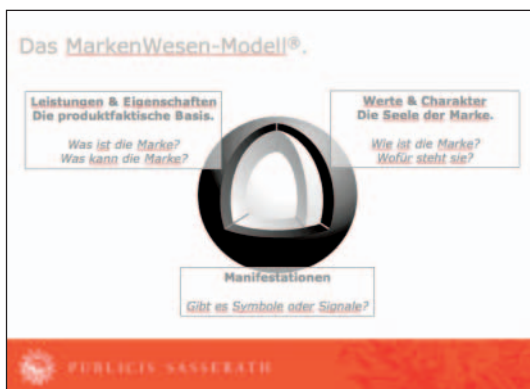 Das MarkenWesen-Modell®.
Leistungen & Eigenschaften
Die produktfaktische Basis.
Was ist die Marke?
Was kann die Marke?
Werte & Charakter
Die Seele der Marke.
Wie ist die Marke?
Wofür steht sie?
Manifestationen
Gibt es Symbole oder Signale?
PUBLICIS SASSERATH